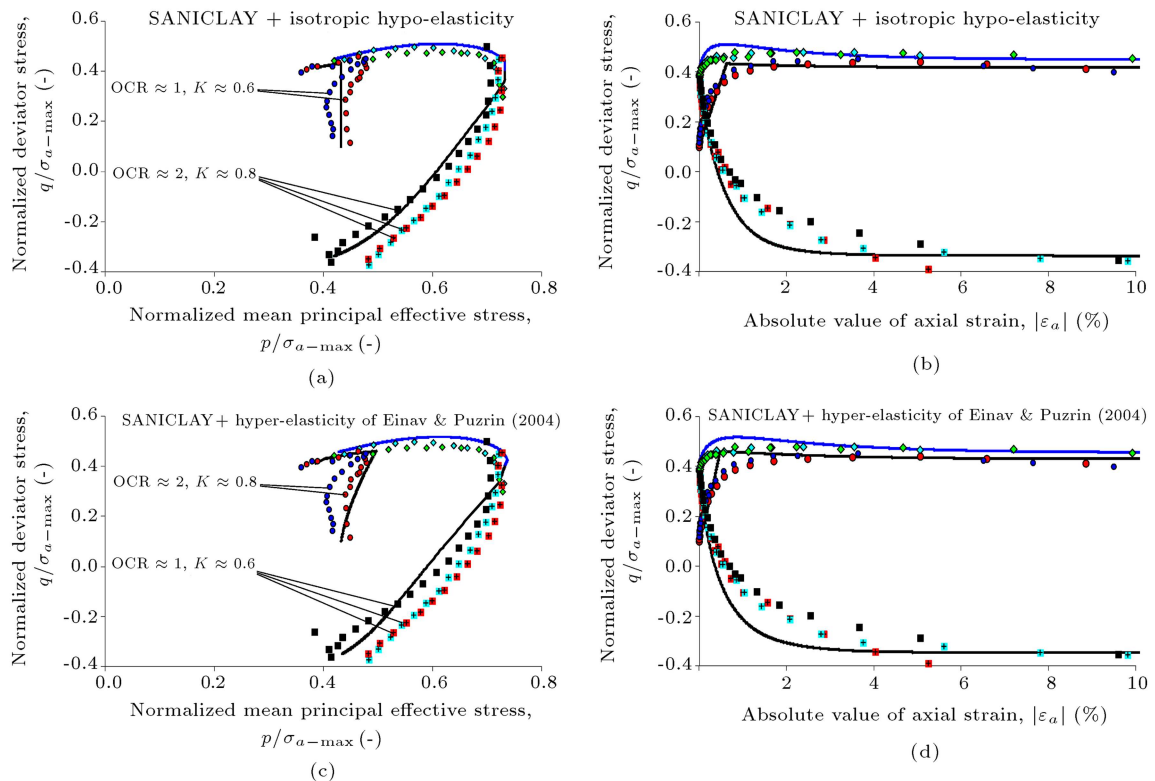 SANICLAY + isotropic hypo-elasticity
Normalized deviator stress,
q/σa−max (-)
0.6
0.4
0.2
0.0
-0.2
-0.4
OCR ≈ 1, K ≈ 0.6
OCR ≈ 2, K ≈ 0.8
0.0 0.2 0.4 0.6 0.8
Normalized mean principal effective stress,
p/σa−max (-)
(a)
SANICLAY + isotropic hypo-elasticity
Normalized deviator stress,
q/σa−max (-)
0.6
0.4
0.2
0.0
-0.2
-0.4
2 4 6 8 10
Absolute value of axial strain, |εa| (%)
(b)
SANICLAY+ hyper-elasticity of Einav & Puzrin (2004)
Normalized deviator stress,
q/σa−max (-)
0.6
0.4
0.2
0.0
-0.2
-0.4
OCR ≈ 2, K ≈ 0.8
OCR ≈ 1, K ≈ 0.6
0.0 0.2 0.4 0.6 0.8
Normalized mean principal effective stress,
p/σa−max (-)
(c)
SANICLAY+ hyper-elasticity of Einav & Puzrin (2004)
Normalized deviator stress,
q/σa−max (-)
0.6
0.4
0.2
0.0
-0.2
-0.4
2 4 6 8 10
Absolute value of axial strain, |εa| (%)
(d)